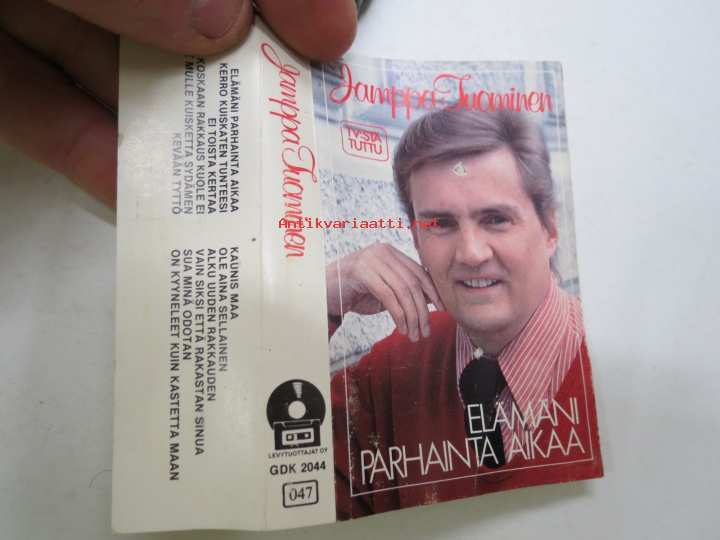 Jamppa Tuominen
TV:STÄ
TUTTU
Antikvariaatti.net
ELÄMÄNI
PARHAINTA AIKAA
Jamppa Tuominen
LEVYTUOTTAJAT OY
GDK 2044
047
ELÄMÄNI PARHAINTA AIKAA
KERRO KUISKATEN TUNTEESI
EI TOISTA KERTAA
KOSKAAN RAKKAUS KUOLE EI
MULLE KUISKETTA SYDÄMEN
KEVÄÄN TYTTÖ
KAUNIS MAA
OLE AINA SELLAINEN
ALKU UUDEN RAKKAUDEN
VAIN SIKSI ETTÄ RAKASTAN SINUA
SUA MINÄ ODOTAN
ON KYYNELEET KUIN KASTETTA MAAN